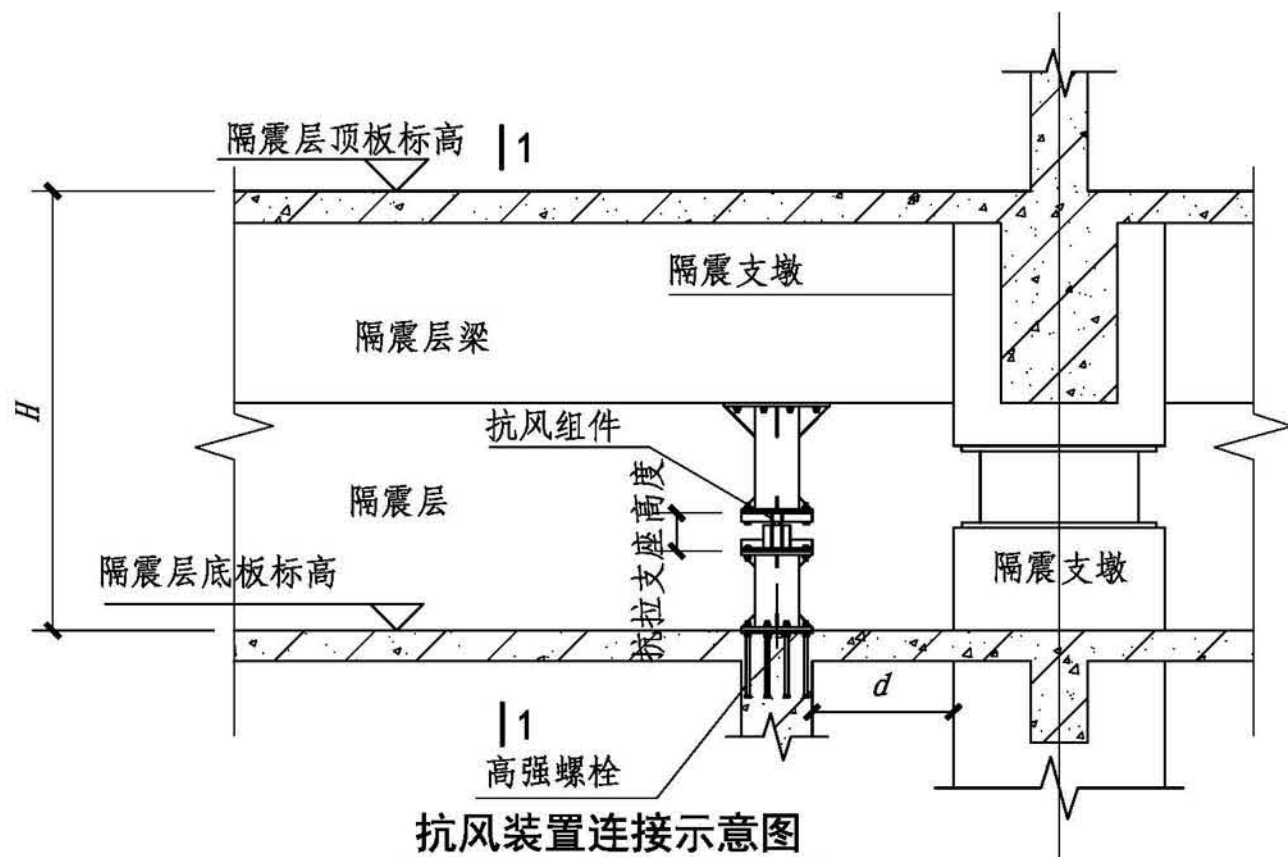 隔震层顶板标高
1
隔震支墩
隔震层梁
H
抗风组件
抗拉支座高度
隔震层
隔震层底板标高
隔震支墩
d
1
高强螺栓
抗风装置连接示意图